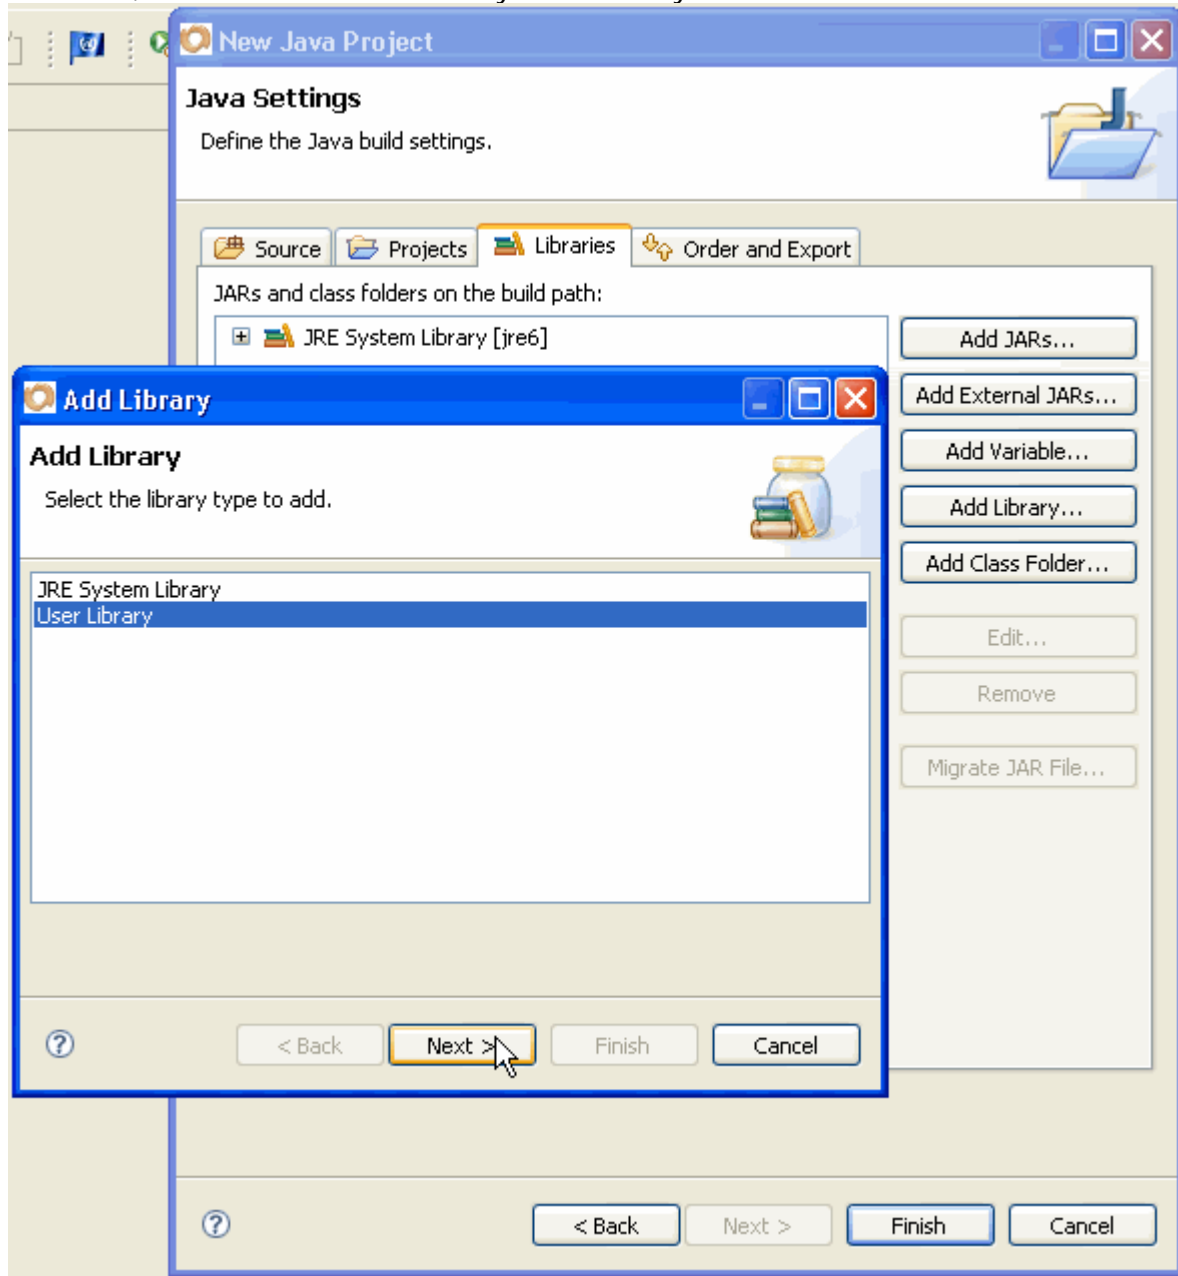 New Java Project
Java Settings
Define the Java build settings.
Source
Projects
Libraries
Order and Export
JARs and class folders on the build path:
JRE System Library [jre6]
Add JARs...
Add External JARs...
Add Variable...
Add Library...
Add Class Folder...
Edit...
Remove
Migrate JAR File...
Add Library
Add Library
Select the library type to add.
JRE System Library
User Library
< Back
Next >
Finish
Cancel
< Back
Next >
Finish
Cancel